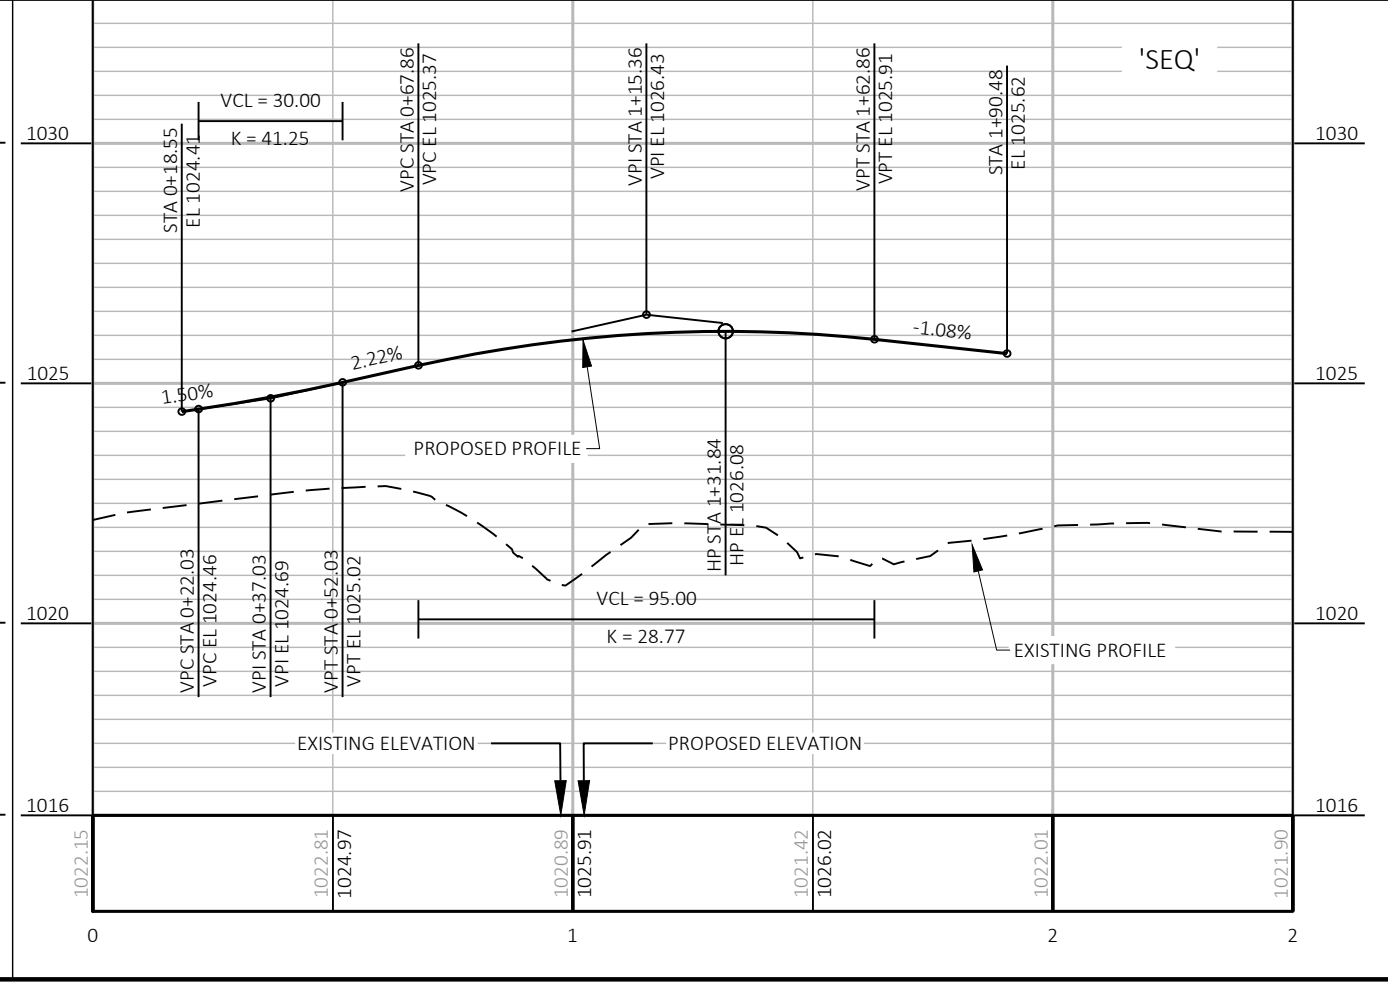 'SEQ'
VCL = 30.00
K = 41.25
STA 0+18.55
EL 1024.41
VPC STA 0+67.86
VPC EL 1025.37
VPI STA 1+15.36
VPI EL 1026.43
VPT STA 1+62.86
VPT EL 1025.91
STA 1+90.48
EL 1025.62
1030
1030
1.50%
2.22%
-1.08%
1025
1025
PROPOSED PROFILE
HP STA 1+31.84
HP EL 1026.08
VPC STA 0+22.03
VPC EL 1024.46
VPI STA 0+37.03
VPI EL 1024.69
VPT STA 0+52.03
VPT EL 1025.02
VCL = 95.00
K = 28.77
1020
1020
EXISTING PROFILE
EXISTING ELEVATION
PROPOSED ELEVATION
1016
1016
1022.15
1022.81
1024.97
1020.89
1025.91
1021.42
1026.02
1022.01
1021.90
0
1
2
2